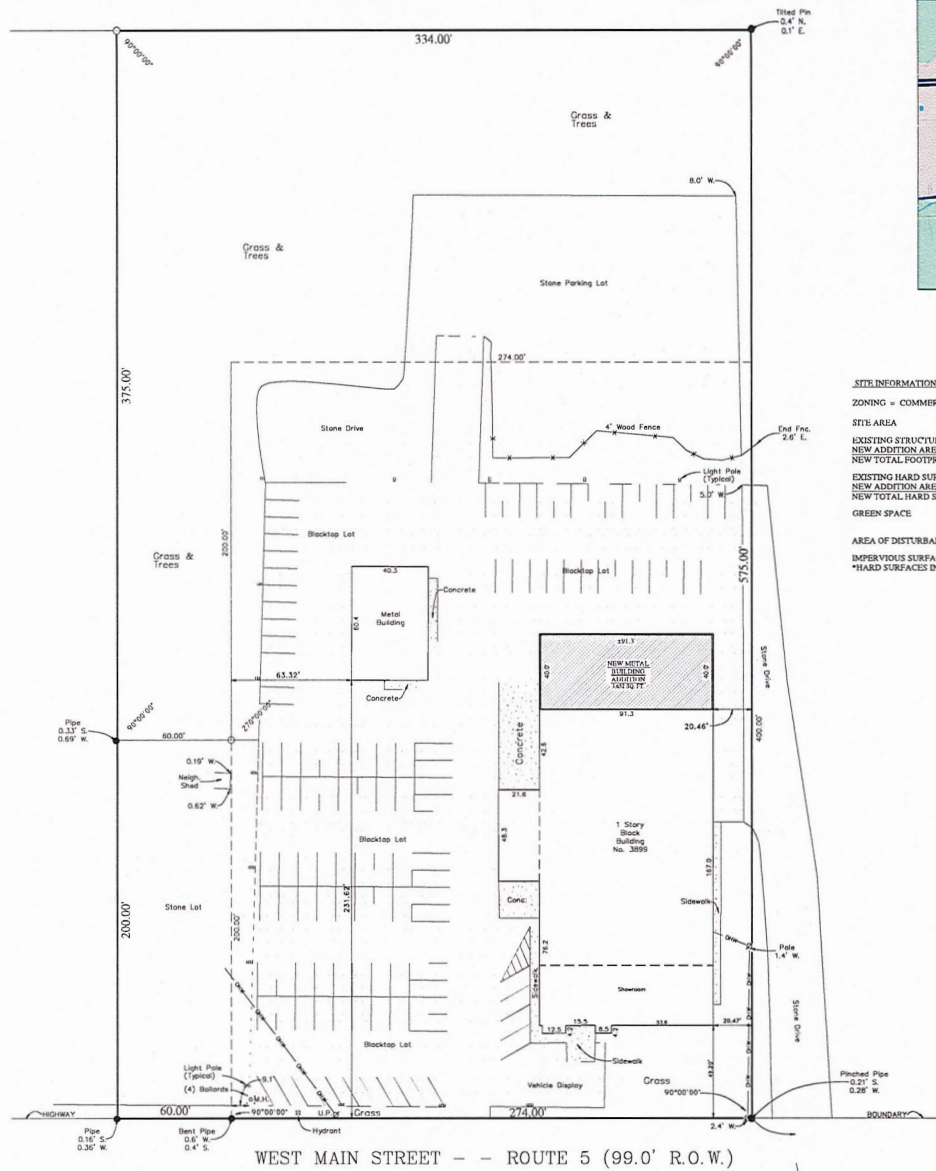 Tilted Pin
0.4' N.
0.1' E.
90°00'00"
334.00'
90°00'00"
Grass &
Trees
8.0' W.
Grass &
Trees
Stone Parking Lot
274.00'
375.00'
SITE INFORMATION
ZONING = COMMER
SITE AREA
EXISTING STRUCTU
NEW ADDITION ARE
NEW TOTAL FOOTPR
EXISTING HARD SUR
NEW ADDITION ARE
NEW TOTAL HARD S
GREEN SPACE
AREA OF DISTURBA
IMPERVIOUS SURFA
*HARD SURFACES IN
Stone Drive
4' Wood Fence
End Fnc.
2.6' E.
Light Pole
(Typical)
5.0' W.
Blacktop Lot
200.00'
Grass &
Trees
575.00'
Blacktop Lot
40.3
Concrete
Metal
Building
60.4
±91.3
NEW METAL
BUILDING
ADDITION
40.0'
40.0'
Stone Drive
63.32'
Concrete
91.3
20.46'
400.00'
270°00'00"
90°00'00"
Pipe
0.33' S.
0.69' W.
60.00'
Concrete
42.6
0.19' W.
Neigh.
Shed
0.62' W.
21.6
48.3
1 Story
Block
Building
No. 3899
Blacktop Lot
167.0
Conc.
Sidewalk
Stone Lot
231.62'
200.00'
200.00'
76.2
Pole
1.4' W.
OHW
Sidewalk
Showroom
Stone Drive
OHW
12.5
15.5
4.2
8.5
4.2
53.6
20.47'
Blacktop Lot
Sidewalk
Light Pole
(Typical)
9.1'
(4) Bollards
M.H.
Vehicle Display
Grass
90°00'00"
Pinched Pipe
0.21' S.
0.28' W.
HIGHWAY
60.00'
90°00'00"
U.P.
Grass
274.00'
2.4' W.
BOUNDARY
Pipe
0.16' S.
0.36' W.
Bent Pipe
0.6' W.
0.4' S.
Hydrant
WEST MAIN STREET - - ROUTE 5 (99.0' R.O.W.)